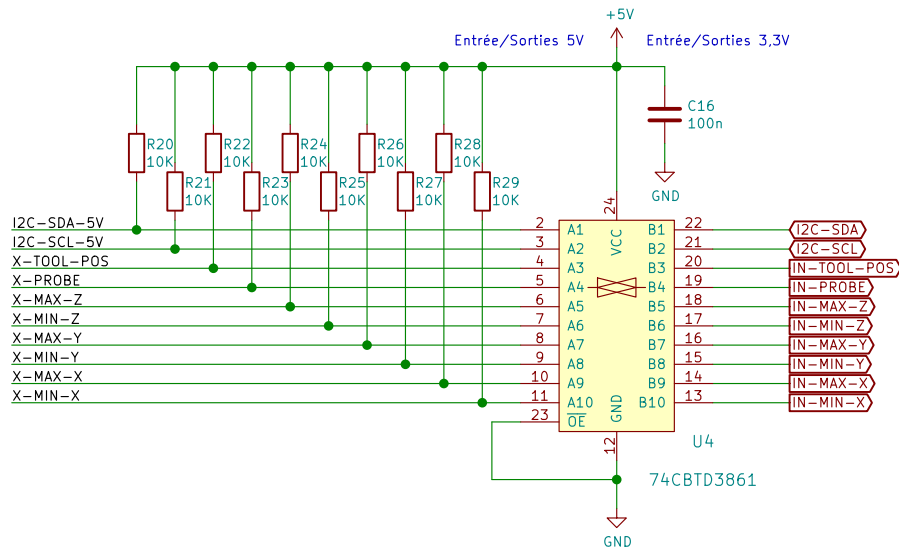 +5V
Entrée/Sorties 5V
Entrée/Sorties 3,3V
C16
100n
GND
R20
10K
R22
10K
R24
10K
R26
10K
R28
10K
R21
10K
R23
10K
R25
10K
R27
10K
R29
10K
24
VCC
I2C-SDA-5V 2 A1 B1 22 I2C-SDA
I2C-SCL-5V 3 A2 B2 21 I2C-SCL
X-TOOL-POS 4 A3 B3 20 IN-TOOL-POS
X-PROBE 5 A4 B4 19 IN-PROBE
X-MAX-Z 6 A5 B5 18 IN-MAX-Z
X-MIN-Z 7 A6 B6 17 IN-MIN-Z
X-MAX-Y 8 A7 B7 16 IN-MAX-Y
X-MIN-Y 9 A8 B8 15 IN-MIN-Y
X-MAX-X 10 A9 B9 14 IN-MAX-X
X-MIN-X 11 A10 B10 13 IN-MIN-X
23 OE
GND
12
U4
74CBTD3861
GND